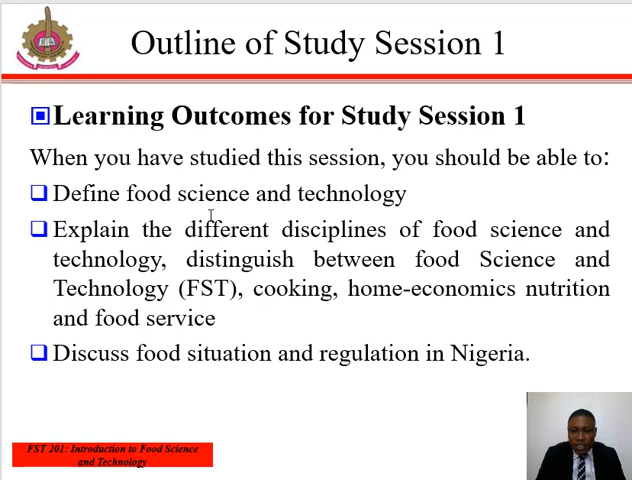 Outline of Study Session 1
Learning Outcomes for Study Session 1
When you have studied this session, you should be able to:
Define food science and technology
Explain the different disciplines of food science and
technology, distinguish between food Science and
Technology (FST), cooking, home-economics nutrition
and food service
Discuss food situation and regulation in Nigeria.
FST 201: Introduction to Food Science
and Technology